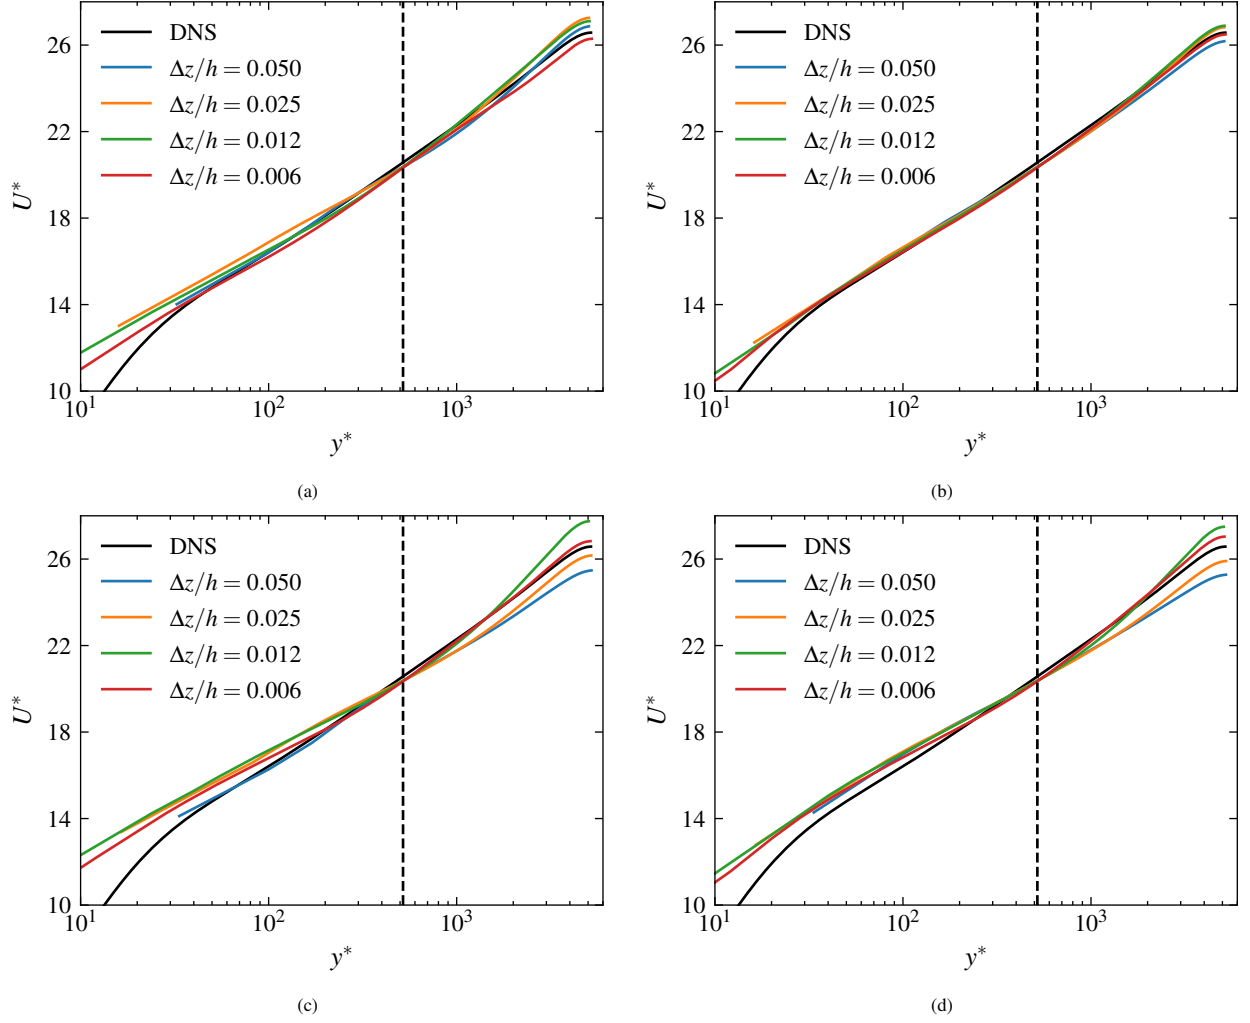 26
22
18
14
10
U*
DNS
Δz/h = 0.050
Δz/h = 0.025
Δz/h = 0.012
Δz/h = 0.006
10¹
10²
10³
y*
(a)
26
22
18
14
10
U*
DNS
Δz/h = 0.050
Δz/h = 0.025
Δz/h = 0.012
Δz/h = 0.006
10¹
10²
10³
y*
(b)
26
22
18
14
10
U*
DNS
Δz/h = 0.050
Δz/h = 0.025
Δz/h = 0.012
Δz/h = 0.006
10¹
10²
10³
y*
(c)
26
22
18
14
10
U*
DNS
Δz/h = 0.050
Δz/h = 0.025
Δz/h = 0.012
Δz/h = 0.006
10¹
10²
10³
y*
(d)